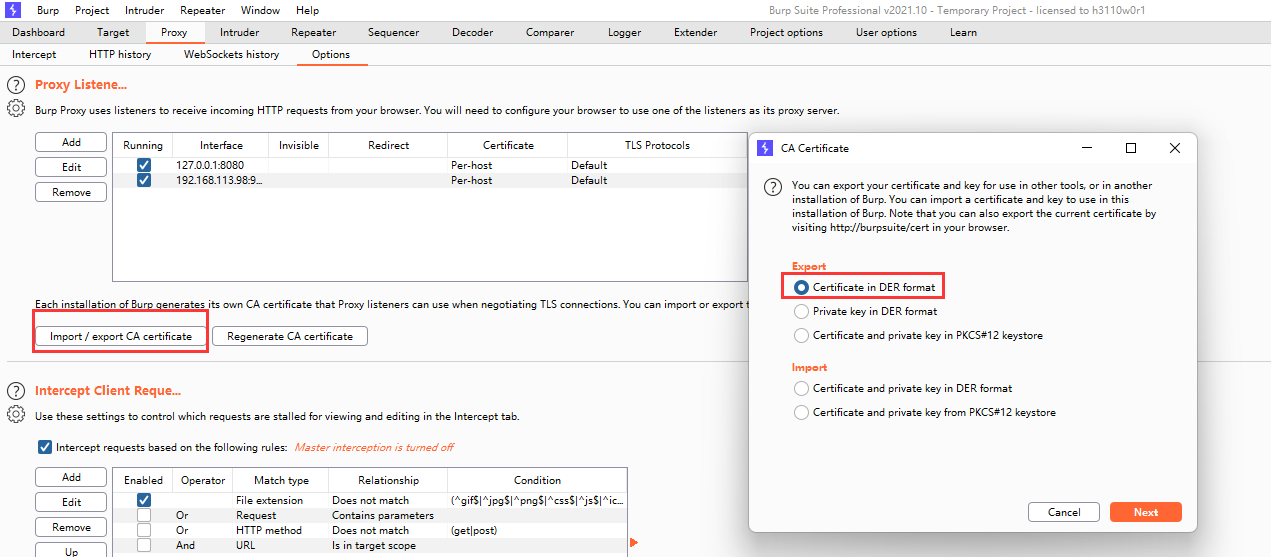 Burp Project Intruder Repeater Window Help
Burp Suite Professional v2021.10 - Temporary Project - licensed to h3110w0r1
Dashboard Target Proxy Intruder Repeater Sequencer Decoder Comparer Logger Extender Project options User options Learn
Intercept HTTP history WebSockets history Options
Proxy Listene...
Burp Proxy uses listeners to receive incoming HTTP requests from your browser. You will need to configure your browser to use one of the listeners as its proxy server.
Add
Edit
Remove
Running Interface Invisible Redirect Certificate TLS Protocols
127.0.0.1:8080 Per-host Default
192.168.113.98:9... Per-host Default
Each installation of Burp generates its own CA certificate that Proxy listeners can use when negotiating TLS connections. You can import or export t
Import / export CA certificate Regenerate CA certificate
Intercept Client Reque...
Use these settings to control which requests are stalled for viewing and editing in the Intercept tab.
Intercept requests based on the following rules: Master interception is turned off
Add
Edit
Remove
Up
Enabled Operator Match type Relationship Condition
File extension Does not match (^gif$|^jpg$|^png$|^css$|^js$|^ic...
Or Request Contains parameters
Or HTTP method Does not match (get|post)
And URL Is in target scope
CA Certificate
You can export your certificate and key for use in other tools, or in another
installation of Burp. You can import a certificate and key to use in this
installation of Burp. Note that you can also export the current certificate by
visiting http://burpsuite/cert in your browser.
Export
Certificate in DER format
Private key in DER format
Certificate and private key in PKCS#12 keystore
Import
Certificate and private key in DER format
Certificate and private key from PKCS#12 keystore
Cancel Next